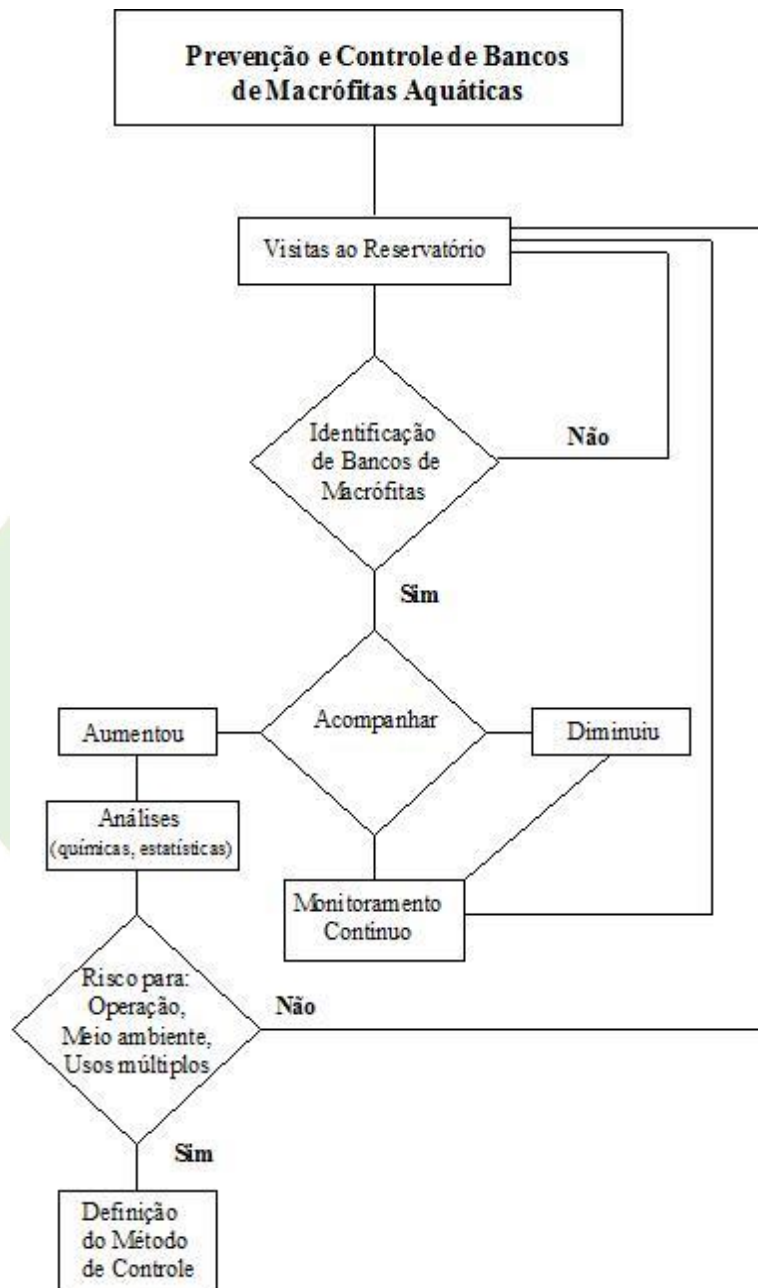 Prevenção e Controle de Bancos
de Macrófitas Aquáticas
Visitas ao Reservatório
Identificação
de Bancos de
Macrófitas
Não
Sim
Acompanhar
Aumentou
Diminuiu
Análises
(químicas, estatísticas)
Monitoramento
Contínuo
Risco para:
Operação,
Meio ambiente,
Usos múltiplos
Não
Sim
Definição
do Método
de Controle